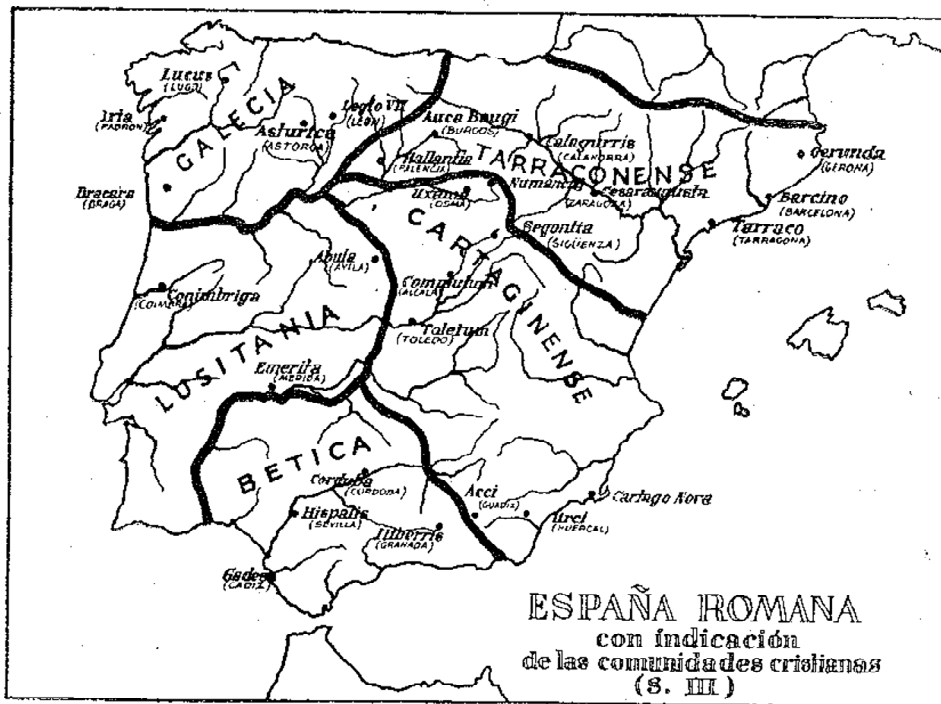 Lucus
(LUGO)
Iria
(PADRON)
GALECIA
Asturica
(ASTORGA)
Legio VII
(LEON)
Bracara
(BRAGA)
Auca Baugi
(BURGOS)
Pallantia
(PALENCIA)
Calagurris
(CALAHORRA)
TARRACONENSE
Numancia
Uxama
(OSMA)
Cesaraugusta
(ZARAGOZA)
Gerunda
(GERONA)
Barcino
(BARCELONA)
Tarraco
(TARRAGONA)
Segontia
(SIGÜENZA)
CARTAGINENSE
Abula
(AVILA)
Complutum
(ALCALA)
Toletum
(TOLEDO)
Conimbriga
(COIMBRA)
LUSITANIA
Emerita
(MERIDA)
BETICA
Corduba
(CORDOBA)
Hispalis
(SEVILLA)
Iliberris
(GRANADA)
Gades
(CADIZ)
Acci
(GUADIX)
Urci
(HUERCAL)
Cartago Nova
ESPAÑA ROMANA
con indicación
de las comunidades cristianas
(S. III)